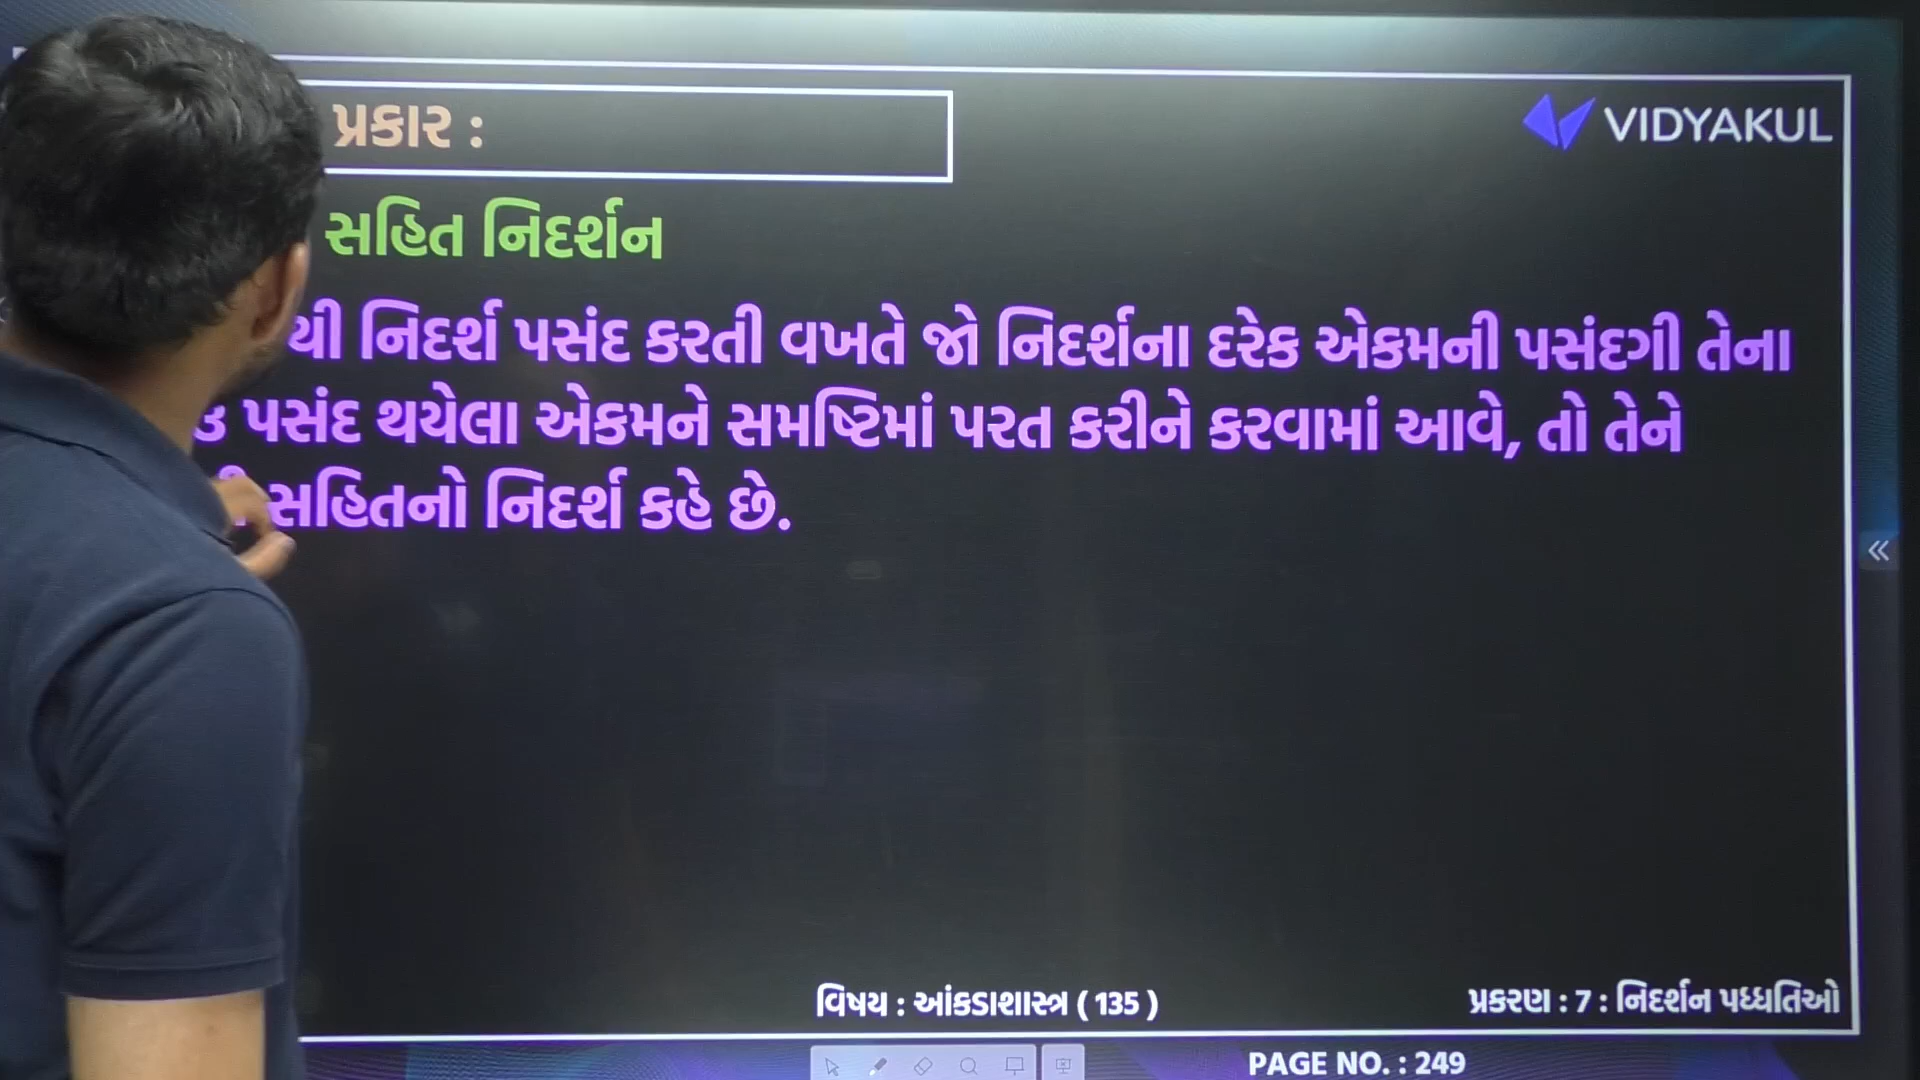 પ્રકાર :
VIDYAKUL
સહિત નિદર્શન
નિદર્શ પસંદ કરતી વખતે જો નિદર્શના દરેક એકમની પસંદગી તેના
પસંદ થયેલા એકમને સમષ્ટિમાં પરત કરીને કરવામાં આવે, તો તેને
સહિતનો નિદર્શ કહે છે.
વિષય : આંકડાશાસ્ત્ર ( 135 )
પ્રકરણ : 7 : નિદર્શન પધ્ધતિઓ
PAGE NO. : 249